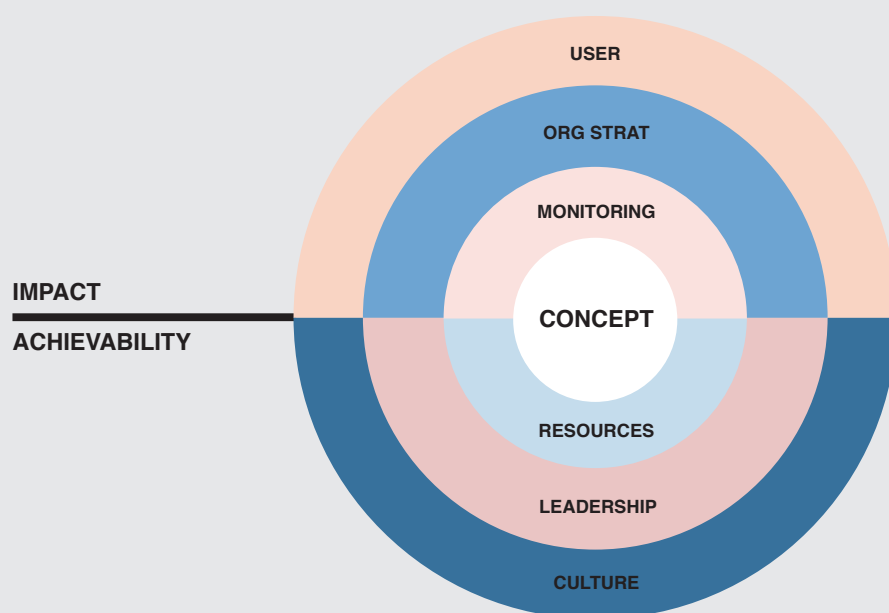 USER
ORG STRAT
MONITORING
IMPACT
CONCEPT
ACHIEVABILITY
RESOURCES
LEADERSHIP
CULTURE